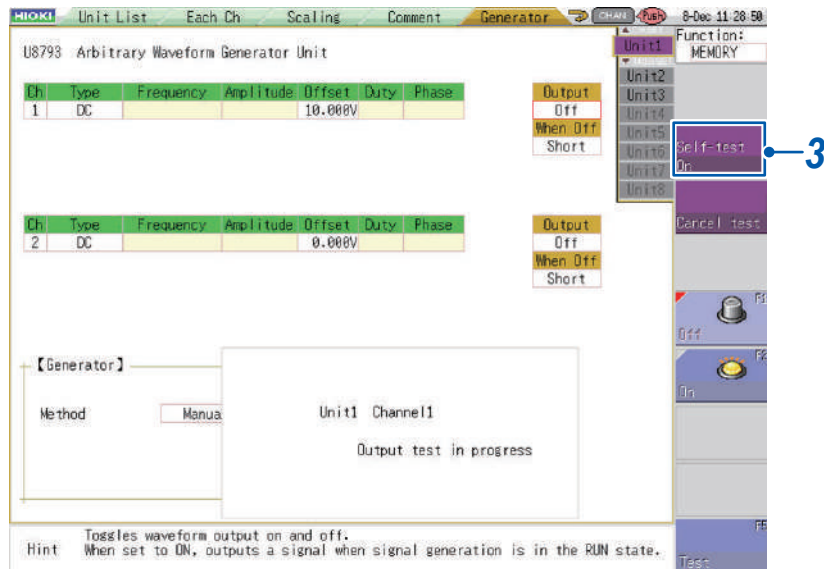 HIOKI Unit List Each Ch Scaling Comment Generator CHAN Push 8-Dec 11:28:50
Function:
MEMORY
U8793 Arbitrary Waveform Generator Unit
Unit1
Unit2
Unit3
Unit4
Unit5
Unit6
Unit7
Unit8
Ch Type Frequency Amplitude Offset Duty Phase
1 DC 10.000V
Output
Off
When Off
Short
Self-test
On
3
Cancel test
Ch Type Frequency Amplitude Offset Duty Phase
2 DC 0.000V
Output
Off
When Off
Short
F1
Off
F2
On
【Generator】
Method Manua
Unit1 Channel1
Output test in progress
Toggles waveform output on and off.
Hint When set to ON, outputs a signal when signal generation is in the RUN state.
Test